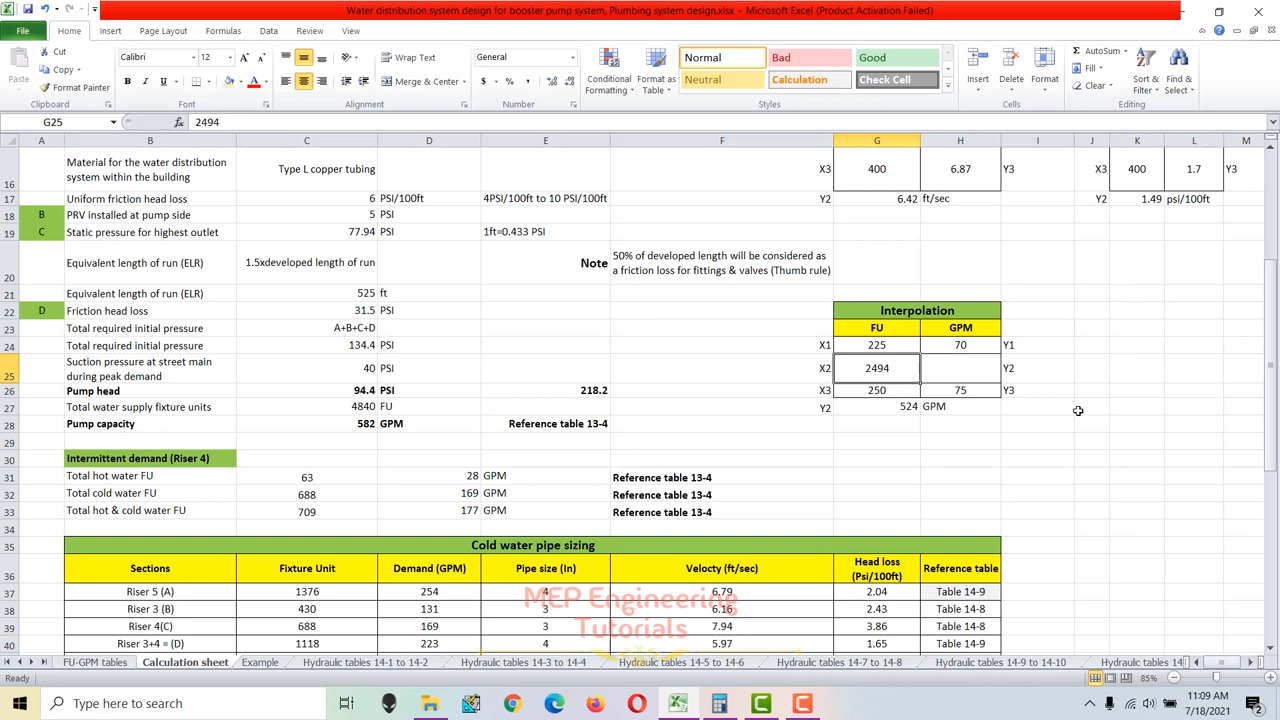 Water distribution system design for booster pump system, Plumbing system design.xlsx - Microsoft Excel (Product Activation Failed)
File Home Insert Page Layout Formulas Data Review View
Cut
Copy
Format Painter
Paste
Clipboard
Calibri 12
B I U
Font
Wrap Text
Merge & Center
Alignment
General
$ % ,
Number
Conditional Formatting
Format as Table
Normal Bad Good
Neutral Calculation Check Cell
Styles
Insert Delete Format
Cells
AutoSum
Fill
Clear
Sort & Filter
Find & Select
Editing
G25 fx 2494
A B C D E F G H I J K L M
16 Material for the water distribution system within the building Type L copper tubing X3 400 6.87 Y3 X3 400 1.7 Y3
17 Uniform friction head loss 6 PSI/100ft 4PSI/100ft to 10 PSI/100ft Y2 6.42 ft/sec Y2 1.49 psi/100ft
18 B PRV installed at pump side 5 PSI
19 C Static pressure for highest outlet 77.94 PSI 1ft=0.433 PSI
20 Equivalent length of run (ELR) 1.5xdeveloped length of run Note 50% of developed length will be considered as a friction loss for fittings & valves (Thumb rule)
21 Equivalent length of run (ELR) 525 ft
22 D Friction head loss 31.5 PSI Interpolation
23 Total required initial pressure A+B+C+D FU GPM
24 Total required initial pressure 134.4 PSI X1 225 70 Y1
25 Suction pressure at street main during peak demand 40 PSI X2 2494 Y2
26 Pump head 94.4 PSI 218.2 X3 250 75 Y3
27 Total water supply fixture units 4840 FU Y2 524 GPM
28 Pump capacity 582 GPM Reference table 13-4
29
30 Intermittent demand (Riser 4)
31 Total hot water FU 63 28 GPM Reference table 13-4
32 Total cold water FU 688 169 GPM Reference table 13-4
33 Total hot & cold water FU 709 177 GPM Reference table 13-4
34
35 Cold water pipe sizing
36 Sections Fixture Unit Demand (GPM) Pipe size (In) Velocty (ft/sec) Head loss (Psi/100ft) Reference table
37 Riser 5 (A) 1376 254 4 6.79 2.04 Table 14-9
38 Riser 3 (B) 430 131 3 6.16 2.43 Table 14-8
39 Riser 4(C) 688 169 3 7.94 3.86 Table 14-8
40 Riser 3+4 = (D) 1118 223 4 5.97 1.65 Table 14-9
MEP Engineering
Tutorials
FU-GPM tables Calculation sheet Example Hydraulic tables 14-1 to 14-2 Hydraulic tables 14-3 to 14-4 Hydraulic tables 14-5 to 14-6 Hydraulic tables 14-7 to 14-8 Hydraulic tables 14-9 to 14-10 Hydraulic tables 14
Ready 85%
Type here to search
11:09 AM
7/18/2021
2